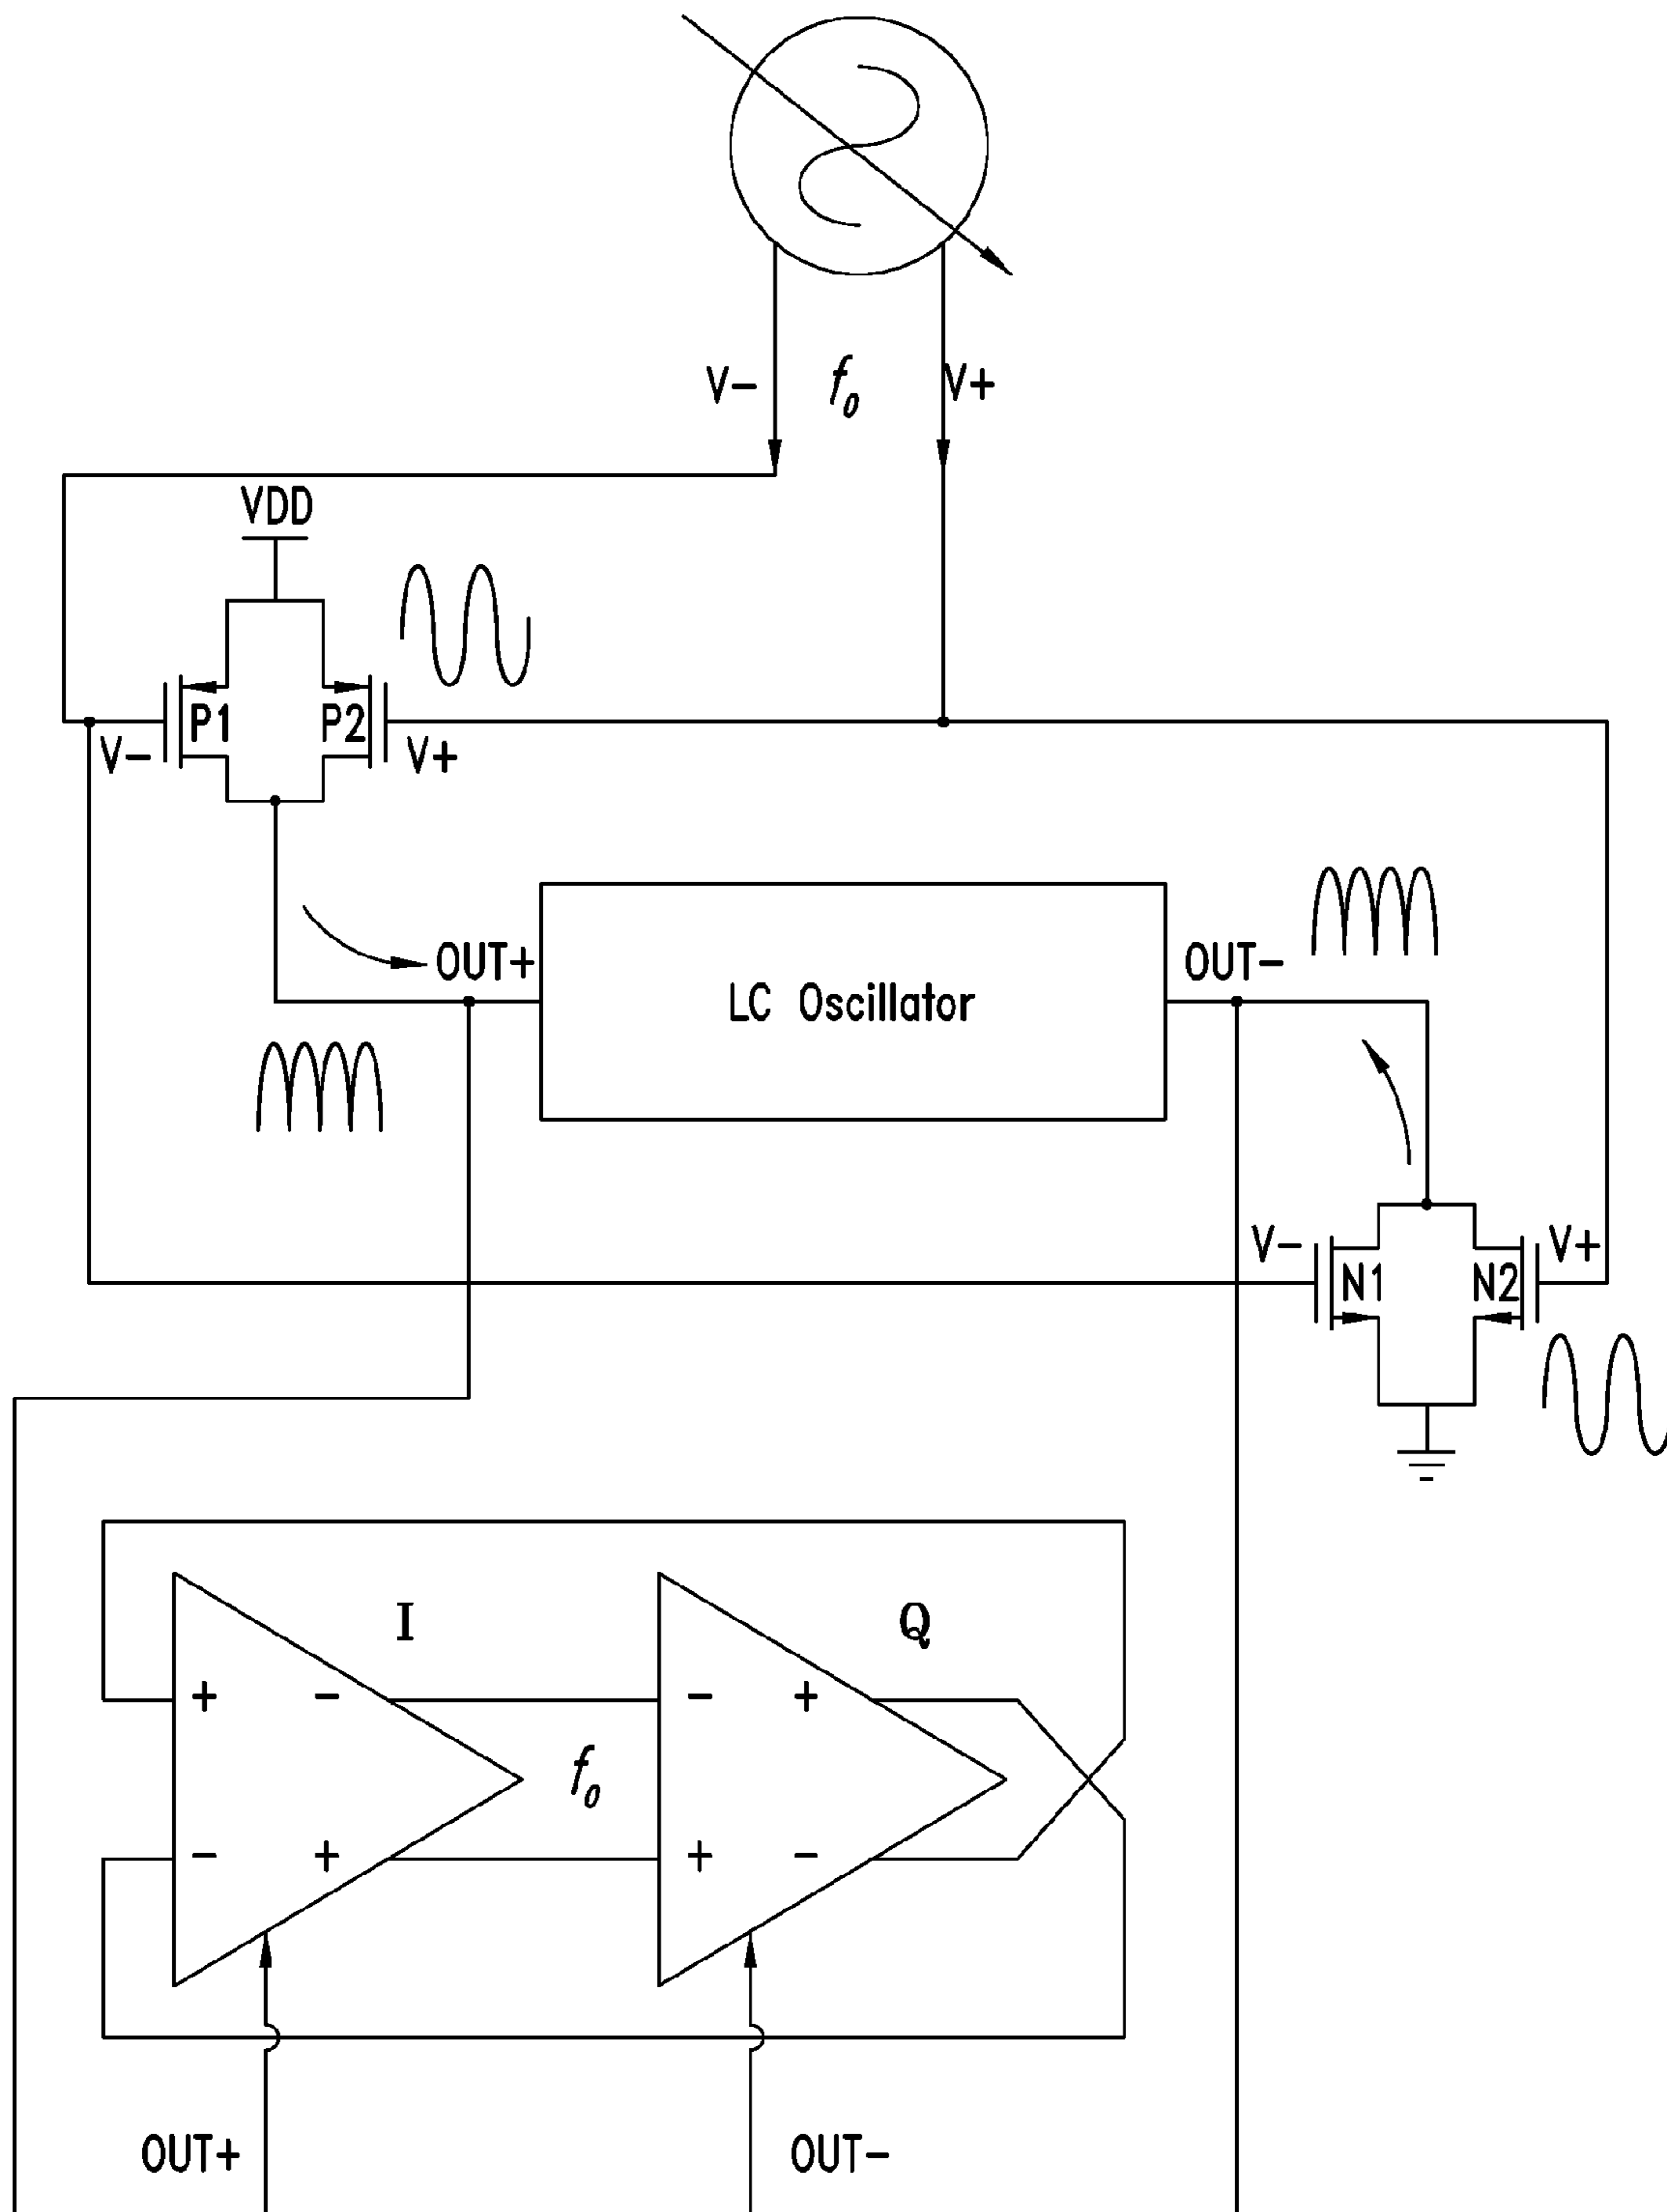 V- f0 V+
VDD
P1 P2
V- V+
OUT+ OUT-
LC Oscillator
V- V+
N1 N2
I Q
+ - - +
f0
- + + -
OUT+ OUT-